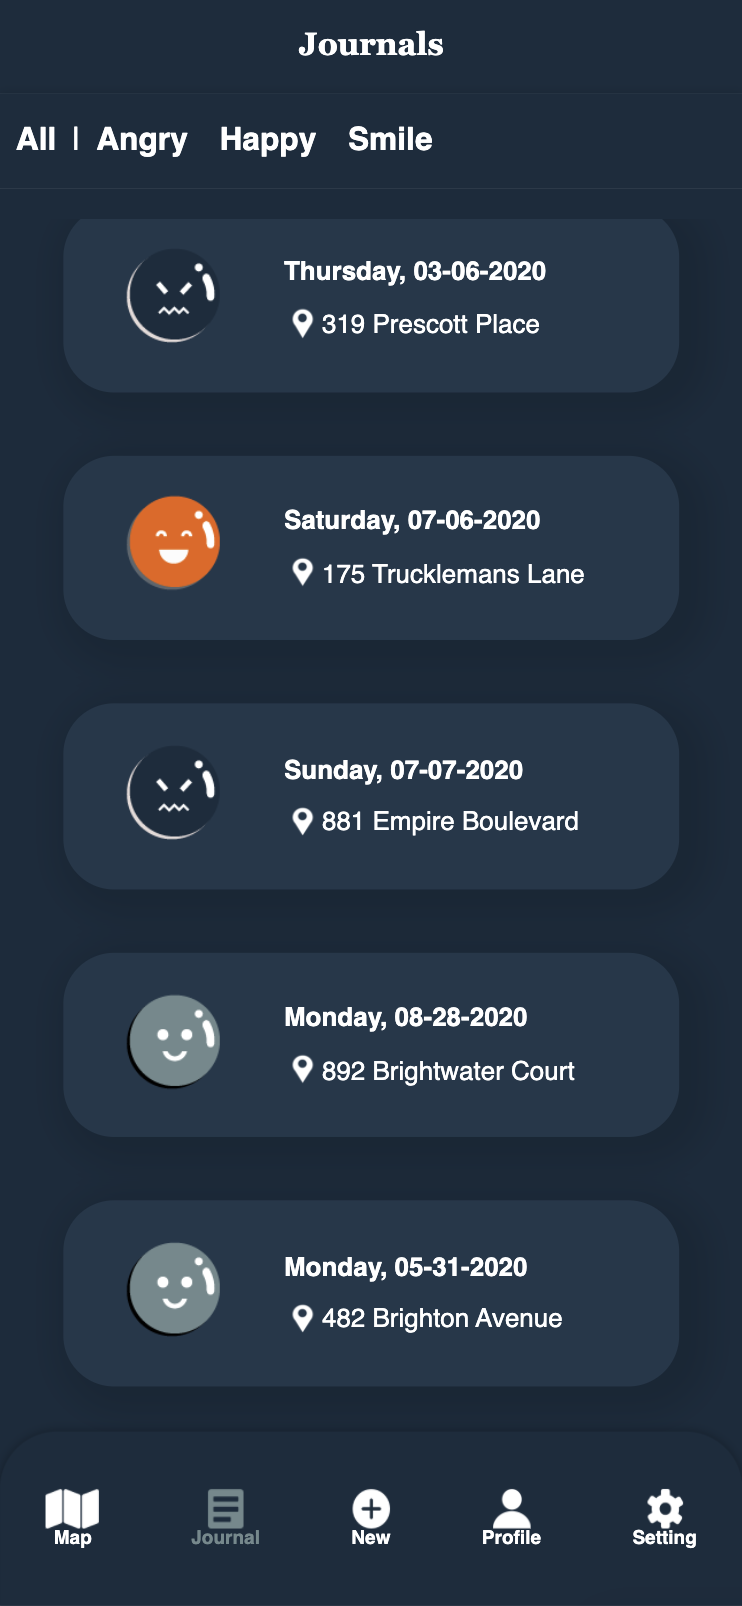 Journals
All | Angry Happy Smile
Thursday, 03-06-2020
319 Prescott Place
Saturday, 07-06-2020
175 Trucklemans Lane
Sunday, 07-07-2020
881 Empire Boulevard
Monday, 08-28-2020
892 Brightwater Court
Monday, 05-31-2020
482 Brighton Avenue
Map Journal New Profile Setting